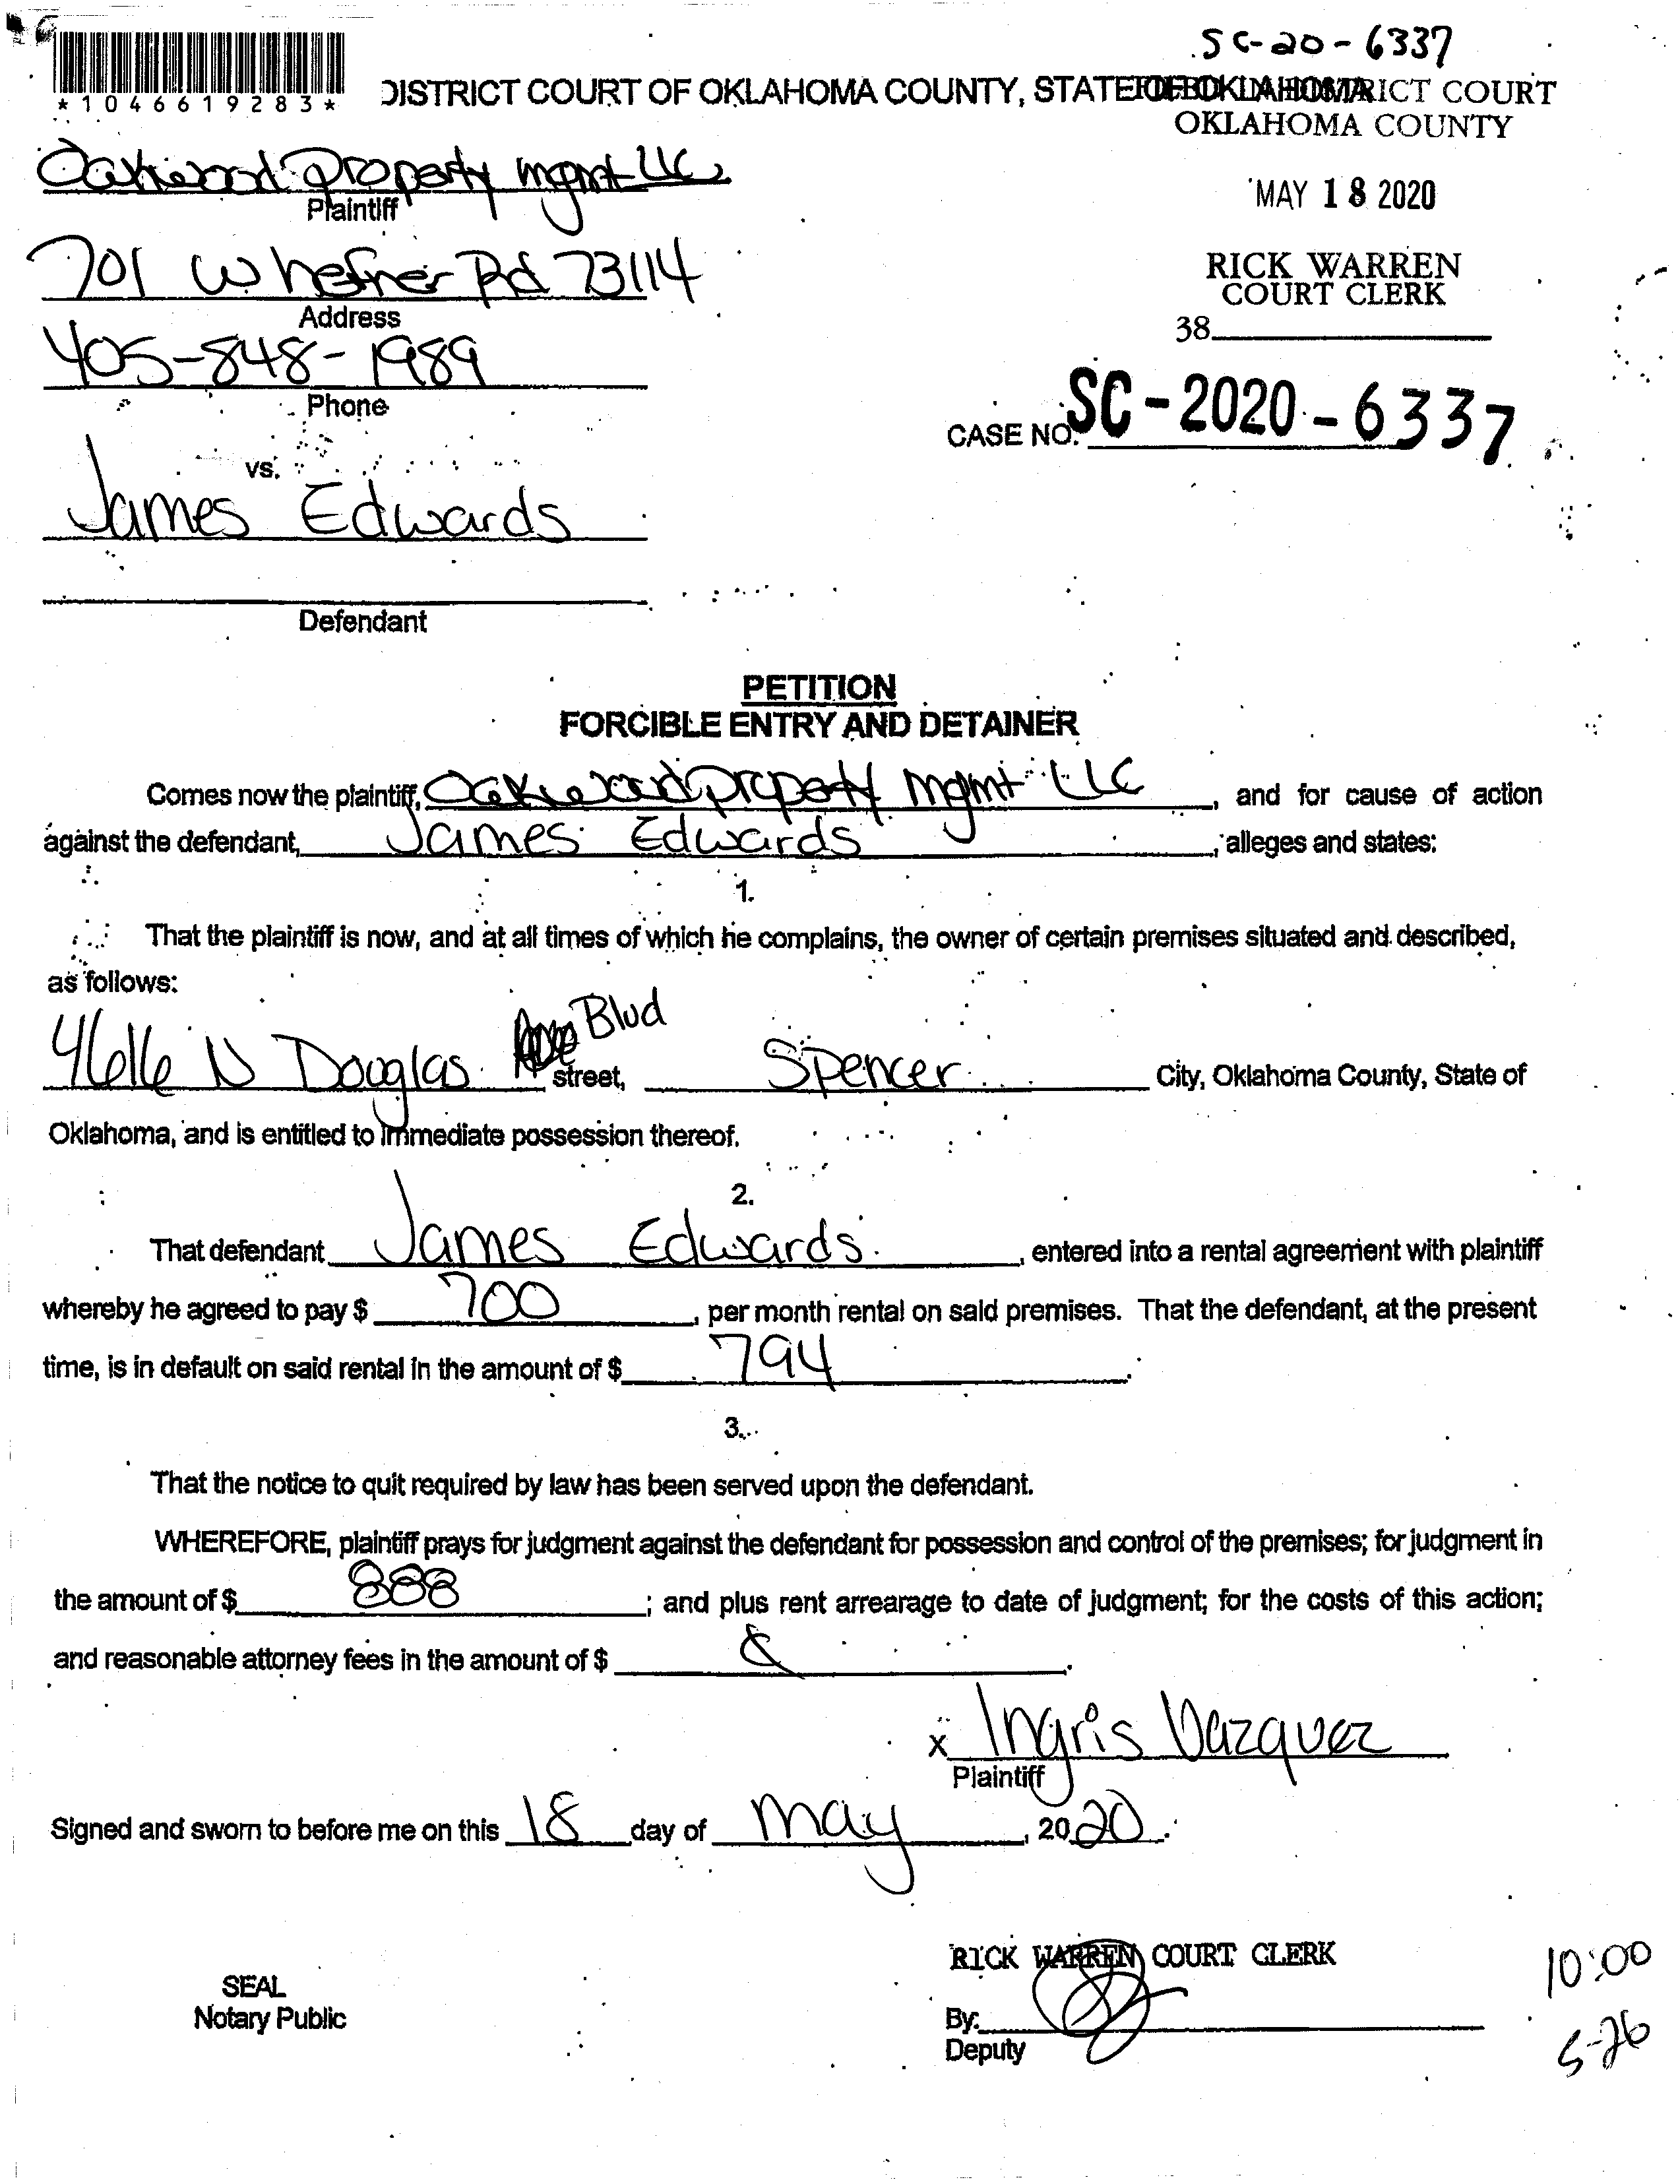 SC-20-6337
*1046619283*
DISTRICT COURT OF OKLAHOMA COUNTY, STATE OF OKLAHOMA
FILED IN DISTRICT COURT
OKLAHOMA COUNTY
Oakwood Property mgmt LLC
Plaintiff
MAY 18 2020
701 W hefner Rd 73114
Address
RICK WARREN
COURT CLERK
38
405-848-1989
Phone
CASE NO. SC-2020-6337
vs.
James Edwards
Defendant
PETITION
FORCIBLE ENTRY AND DETAINER
Comes now the plaintiff, Oakwood property mgmt LLC, and for cause of action
against the defendant, James Edwards, alleges and states:
1.
That the plaintiff is now, and at all times of which he complains, the owner of certain premises situated and described,
as follows:
4616 N Douglas Blvd street, Spencer City, Oklahoma County, State of
Oklahoma, and is entitled to immediate possession thereof.
2.
That defendant James Edwards, entered into a rental agreement with plaintiff
whereby he agreed to pay $ 700, per month rental on said premises. That the defendant, at the present
time, is in default on said rental in the amount of $ 794.
3.
That the notice to quit required by law has been served upon the defendant.
WHEREFORE, plaintiff prays for judgment against the defendant for possession and control of the premises; for judgment in
the amount of $ 888; and plus rent arrearage to date of judgment; for the costs of this action;
and reasonable attorney fees in the amount of $
x Ingris Vazquez
Plaintiff
Signed and sworn to before me on this 18 day of may, 2020.
RICK WARREN COURT CLERK
10:00
SEAL
Notary Public
By:
Deputy
5-26